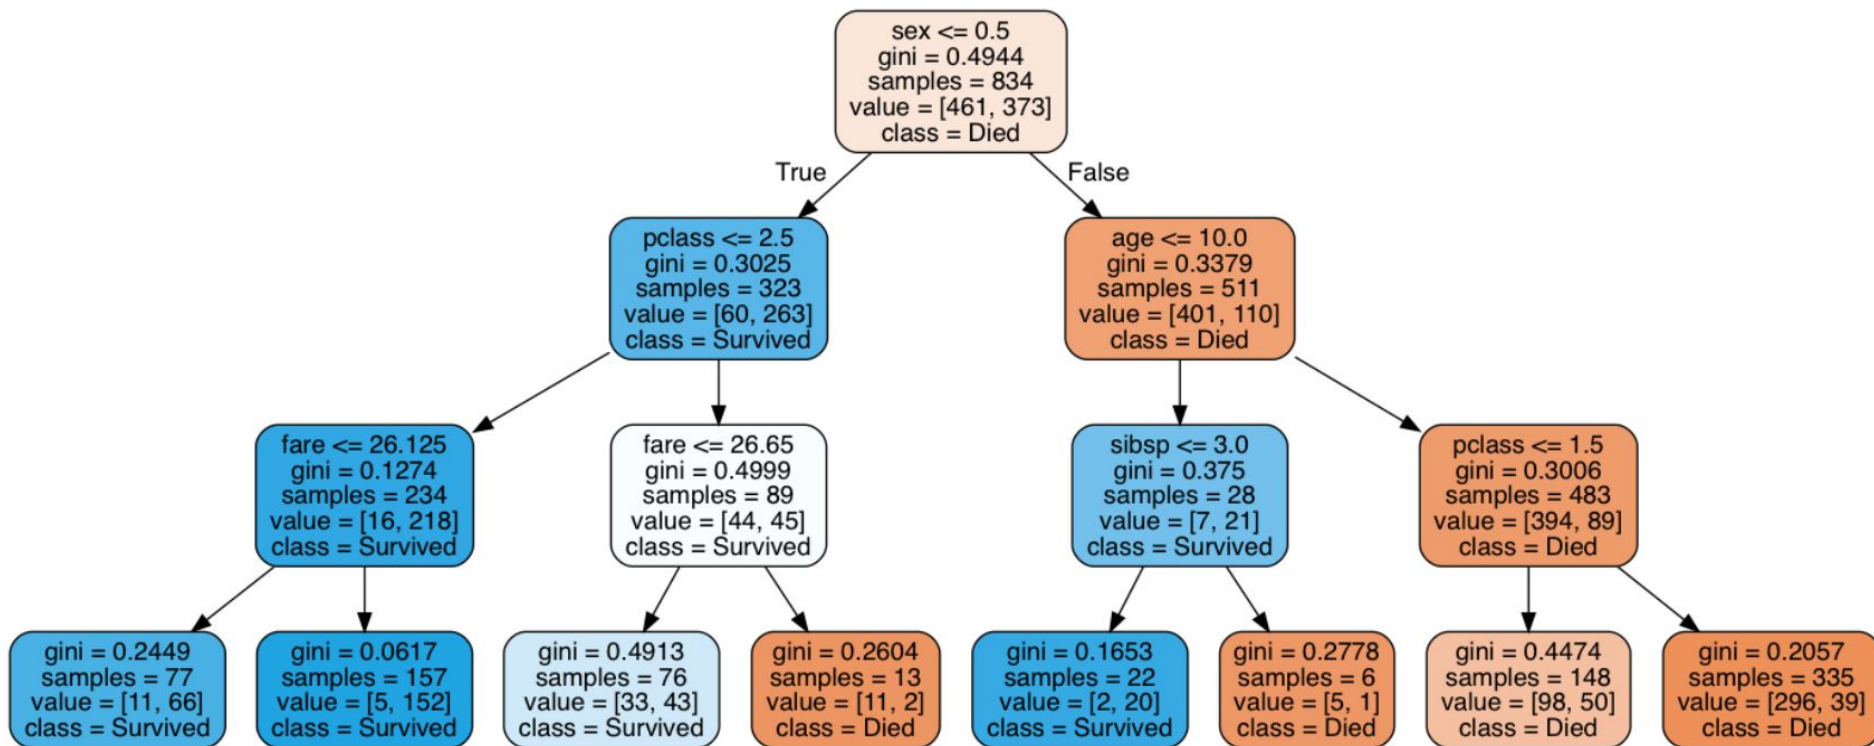 sex <= 0.5
gini = 0.4944
samples = 834
value = [461, 373]
class = Died
True
False
pclass <= 2.5
gini = 0.3025
samples = 323
value = [60, 263]
class = Survived
age <= 10.0
gini = 0.3379
samples = 511
value = [401, 110]
class = Died
fare <= 26.125
gini = 0.1274
samples = 234
value = [16, 218]
class = Survived
fare <= 26.65
gini = 0.4999
samples = 89
value = [44, 45]
class = Survived
sibsp <= 3.0
gini = 0.375
samples = 28
value = [7, 21]
class = Survived
pclass <= 1.5
gini = 0.3006
samples = 483
value = [394, 89]
class = Died
gini = 0.2449
samples = 77
value = [11, 66]
class = Survived
gini = 0.0617
samples = 157
value = [5, 152]
class = Survived
gini = 0.4913
samples = 76
value = [33, 43]
class = Survived
gini = 0.2604
samples = 13
value = [11, 2]
class = Died
gini = 0.1653
samples = 22
value = [2, 20]
class = Survived
gini = 0.2778
samples = 6
value = [5, 1]
class = Died
gini = 0.4474
samples = 148
value = [98, 50]
class = Died
gini = 0.2057
samples = 335
value = [296, 39]
class = Died